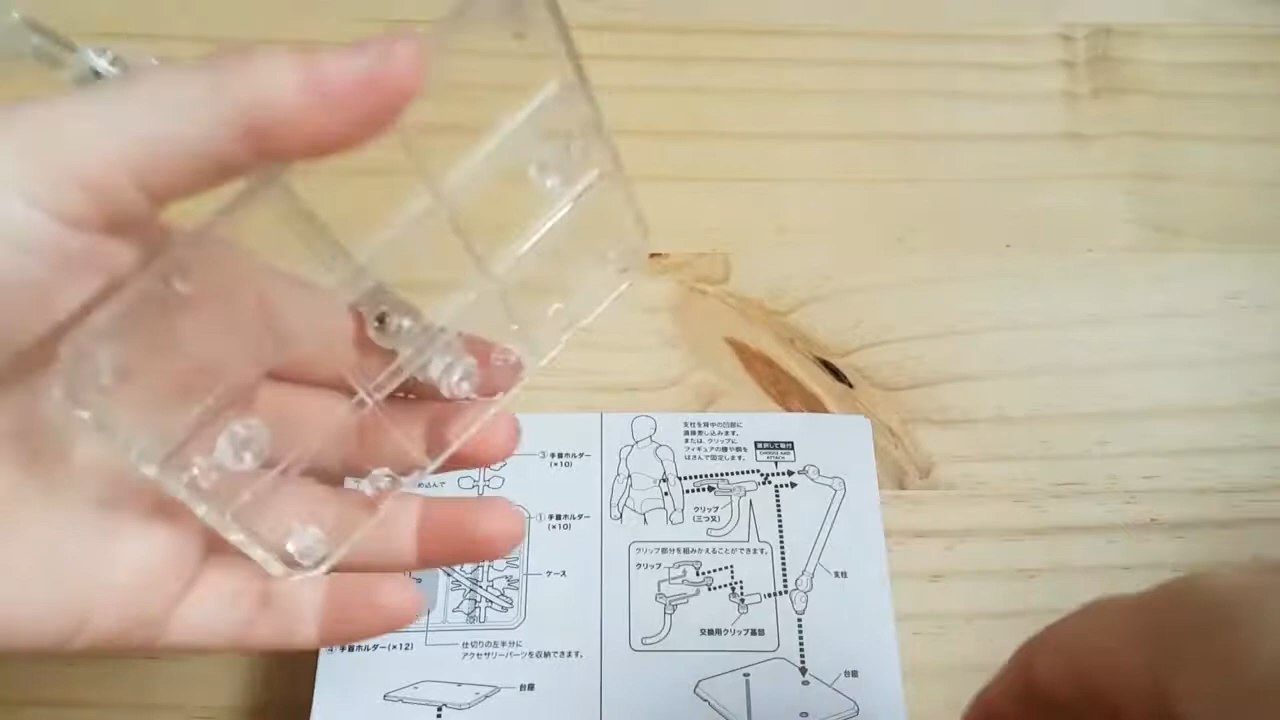 ③手首ホルダー
(×10)
め込んで
①手首ホルダー
(×10)
ケース
④手首ホルダー(×12)
仕切りの左半分に
アクセサリーパーツを収納できます。
台座
支柱を背中の凹部に
直接差し込みます。
または、クリップに
フィギュアの腰や胴を
はさんで固定します。
選択して取付
CHOOSE AND
ATTACH
クリップ
(三つ又)
クリップ部分を組みかえることができます。
クリップ
支柱
交換用クリップ基部
台座